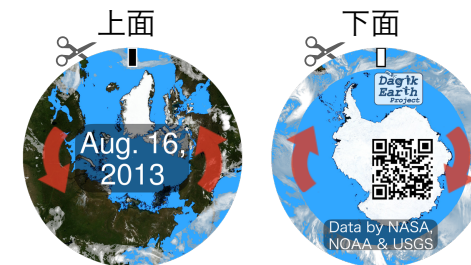 上面
下面
Aug. 16,
2013
Dagik
Earth
Project
Data by NASA,
NOAA & USGS